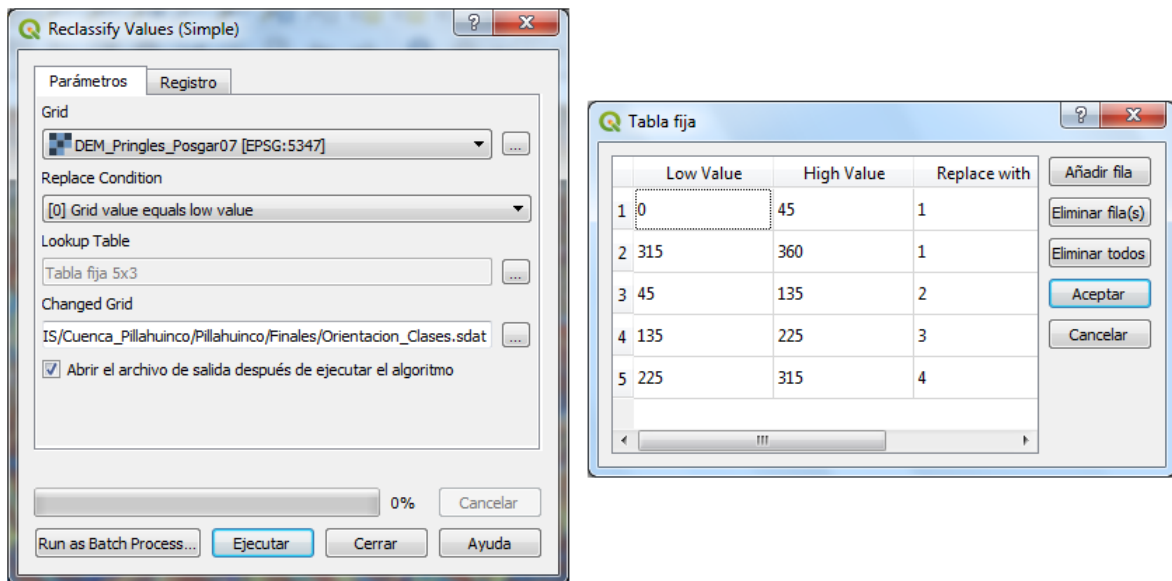 Reclassify Values (Simple)
Parámetros Registro
Grid
DEM_Pringles_Posgar07 [EPSG:5347]
...
Replace Condition
[0] Grid value equals low value
Lookup Table
Tabla fija 5x3
...
Changed Grid
IS/Cuenca_Pillahuinco/Pillahuinco/Finales/Orientacion_Clases.sdat
...
Abrir el archivo de salida después de ejecutar el algoritmo
0% Cancelar
Run as Batch Process... Ejecutar Cerrar Ayuda
Tabla fija
Low Value High Value Replace with
1 0 45 1
2 315 360 1
3 45 135 2
4 135 225 3
5 225 315 4
Añadir fila
Eliminar fila(s)
Eliminar todos
Aceptar
Cancelar